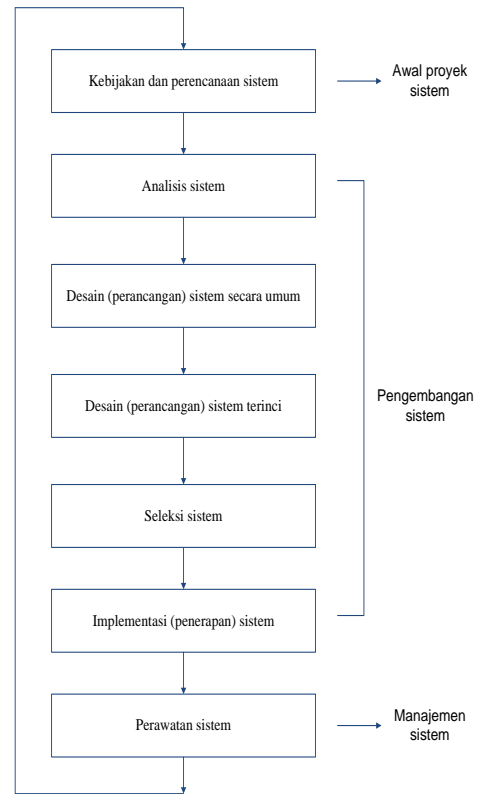 Kebijakan dan perencanaan sistem
Awal proyek
sistem
Analisis sistem
Desain (perancangan) sistem secara umum
Desain (perancangan) sistem terinci
Pengembangan
sistem
Seleksi sistem
Implementasi (penerapan) sistem
Perawatan sistem
Manajemen
sistem